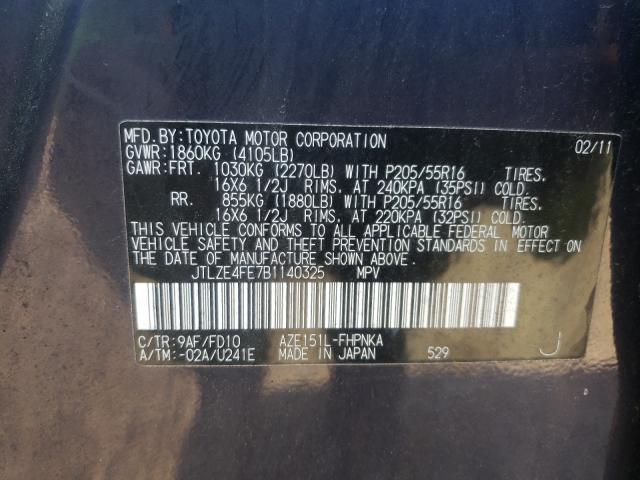 MFD.BY:TOYOTA MOTOR CORPORATION 02/11
GVWR:1860KG (4105LB)
GAWR:FRT. 1030KG (2270LB) WITH P205/55R16 TIRES.
16X6 1/2J RIMS. AT 240KPA (35PSI) COLD.
RR. 855KG (1880LB) WITH P205/55R16 TIRES.
16X6 1/2J RIMS. AT 220KPA (32PSI) COLD.
THIS VEHICLE CONFORMS TO ALL APPLICABLE FEDERAL MOTOR
VEHICLE SAFETY AND THEFT PREVENTION STANDARDS IN EFFECT ON
THE DATE OF MANUFACTURE SHOWN ABOVE.
JTLZE4FE7B1140325 MPV
C/TR:9AF/FD10 AZE151L-FHPNKA
A/TM:-02A/U241E MADE IN JAPAN 529 J